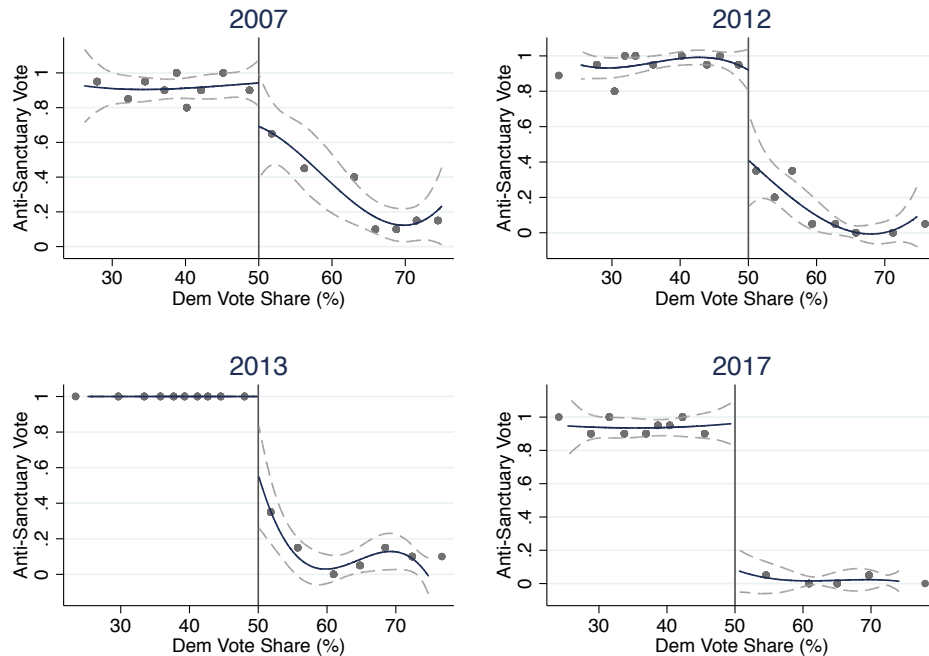 2007
Anti-Sanctuary Vote
0 .2 .4 .6 .8 1
30 40 50 60 70
Dem Vote Share (%)
2012
Anti-Sanctuary Vote
0 .2 .4 .6 .8 1
30 40 50 60 70
Dem Vote Share (%)
2013
Anti-Sanctuary Vote
0 .2 .4 .6 .8 1
30 40 50 60 70
Dem Vote Share (%)
2017
Anti-Sanctuary Vote
0 .2 .4 .6 .8 1
30 40 50 60 70
Dem Vote Share (%)